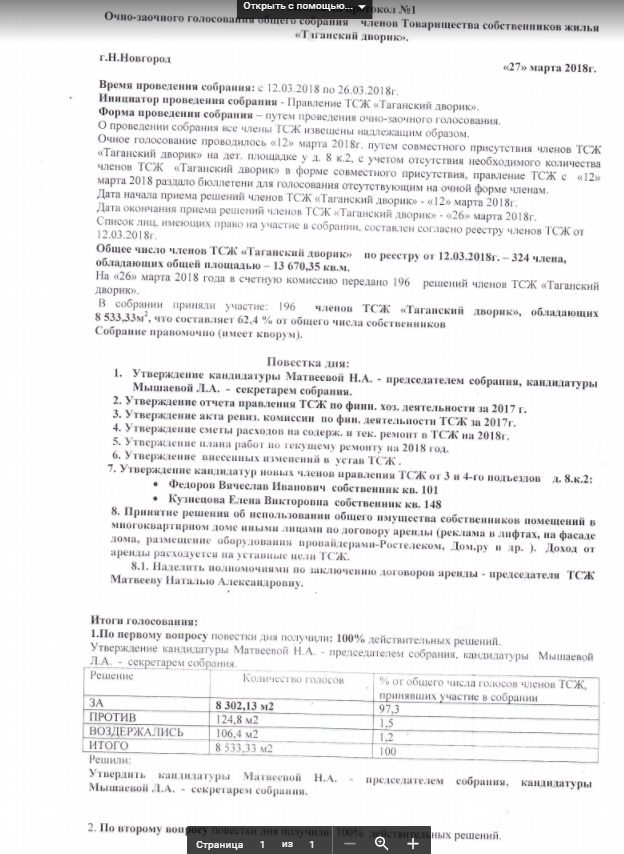 Открыть с помощью...
токол №1
Очно-заочного голосования общего собрания членов Товарищества собственников жилья
«Таганский дворик».
г.Н.Новгород
«27» марта 2018г.
Время проведения собрания: с 12.03.2018 по 26.03.2018г.
Инициатор проведения собрания - Правление ТСЖ «Таганский дворик».
Форма проведения собрания – путем проведения очно-заочного голосования.
О проведении собрания все члены ТСЖ извещены надлежащим образом.
Очное голосование проводилось «12» марта 2018г. путем совместного присутствия членов ТСЖ
«Таганский дворик» на дет. площадке у д. 8 к.2, с учетом отсутствия необходимого количества
членов ТСЖ «Таганский дворик» в форме совместного присутствия, правление ТСЖ с «12»
марта 2018 раздало бюллетени для голосования отсутствующим на очной форме членам.
Дата начала приема решений членов ТСЖ «Таганский дворик» - «12» марта 2018г.
Дата окончания приема решений членов ТСЖ «Таганский дворик» - «26» марта 2018г.
Список лиц, имеющих право на участие в собрании, составлен согласно реестру членов ТСЖ от
12.03.2018г.
Общее число членов ТСЖ «Таганский дворик» по реестру от 12.03.2018г. – 324 члена,
обладающих общей площадью – 13 670,35 кв.м.
На «26» марта 2018 года в счетную комиссию передано 196 решений членов ТСЖ «Таганский
дворик».
В собрании приняли участие: 196 членов ТСЖ «Таганский дворик», обладающих
8 533,33м2, что составляет 62,4 % от общего числа собственников
Собрание правомочно (имеет кворум).
Повестка дня:
1. Утверждение кандидатуры Матвеевой Н.А. - председателем собрания, кандидатуры
Мышаевой Л.А. - секретарем собрания.
2. Утверждение отчета правления ТСЖ по финн. хоз. деятельности за 2017 г.
3. Утверждение акта ревиз. комиссии по фин. деятельности ТСЖ за 2017г.
4. Утверждение сметы расходов на содерж. и тек. ремонт в ТСЖ на 2018г.
5. Утверждение плана работ по текущему ремонту на 2018 год.
6. Утверждение внесенных изменений в устав ТСЖ .
7. Утверждение кандидатур новых членов правления ТСЖ от 3 и 4-го подъездов д. 8.к.2:
• Федоров Вячеслав Иванович собственник кв. 101
• Кузнецова Елена Викторовна собственник кв. 148
8. Принятие решения об использовании общего имущества собственников помещений в
многоквартирном доме иными лицами по договору аренды (реклама в лифтах, на фасаде
дома, размещение оборудования провайдерами-Ростелеком, Дом.ру и др. ). Доход от
аренды расходуется на уставные цели ТСЖ.
8.1. Наделить полномочиями по заключению договоров аренды - председателя ТСЖ
Матвееву Наталью Александровну.
Итоги голосования:
1.По первому вопросу повестки дня получили: 100% действительных решений.
Утверждение кандидатуры Матвеевой Н.А. - председателем собрания, кандидатуры Мышаевой
Л.А. - секретарем собрания.
Решение Количество голосов % от общего числа голосов членов ТСЖ,
принявших участие в собрании
ЗА 8 302,13 м2 97,3
ПРОТИВ 124,8 м2 1,5
ВОЗДЕРЖАЛИСЬ 106,4 м2 1,2
ИТОГО 8 533,33 м2 100
Решили:
Утвердить кандидатуры Матвеевой Н.А. - председателем собрания, кандидатуры
Мышаевой Л.А. - секретарем собрания.
2. По второму вопросу повестки дня получили: 100% действительных решений.
Страница 1 из 1